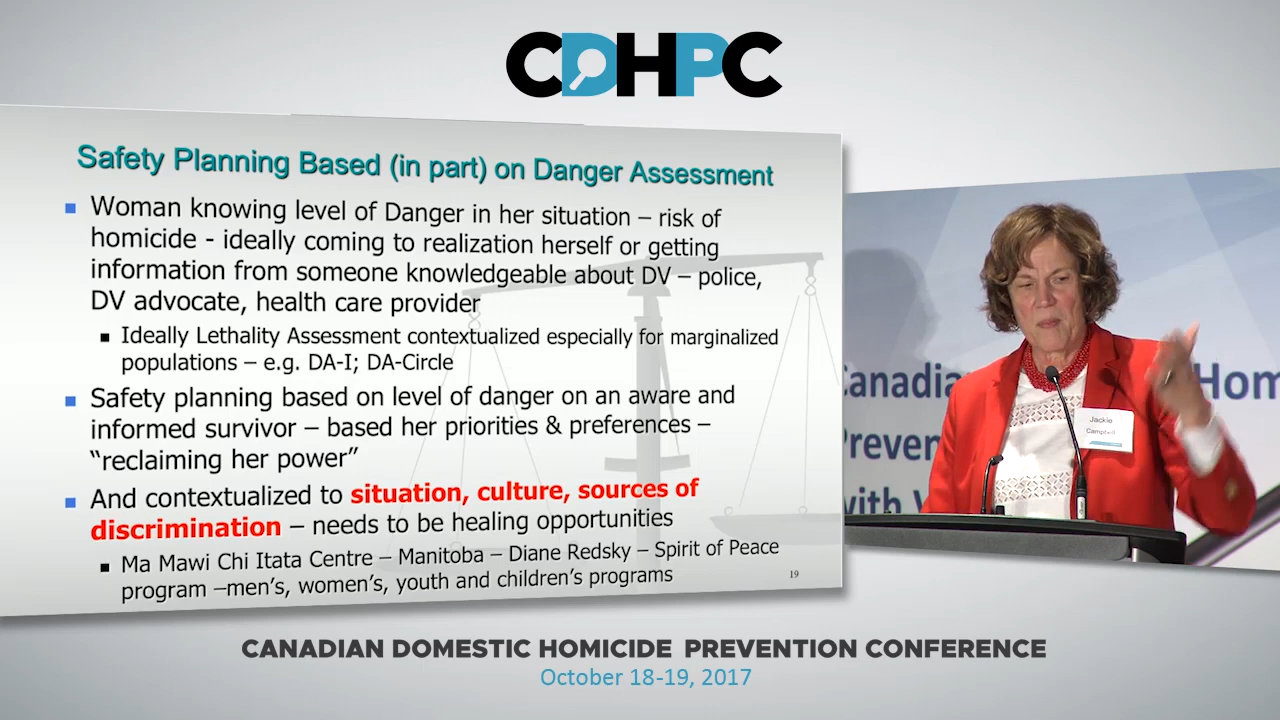 CDHPC
Safety Planning Based (in part) on Danger Assessment
Woman knowing level of Danger in her situation – risk of
homicide - ideally coming to realization herself or getting
information from someone knowledgeable about DV – police,
DV advocate, health care provider
Ideally Lethality Assessment contextualized especially for marginalized
populations – e.g. DA-I; DA-Circle
Safety planning based on level of danger on an aware and
informed survivor – based her priorities & preferences –
“reclaiming her power”
And contextualized to situation, culture, sources of
discrimination – needs to be healing opportunities
Ma Mawi Chi Itata Centre – Manitoba – Diane Redsky – Spirit of Peace
program –men’s, women’s, youth and children’s programs
19
Canadia Hom
Preven
with V
Jackie
Campbell
CANADIAN DOMESTIC HOMICIDE PREVENTION CONFERENCE
October 18-19, 2017